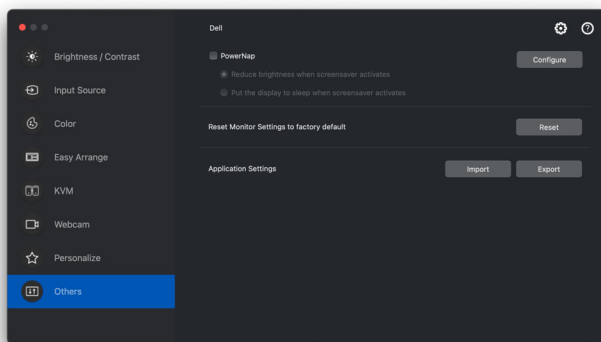 Dell
Brightness / Contrast
Input Source
Color
Easy Arrange
KVM
Webcam
Personalize
Others
PowerNap
Configure
Reduce brightness when screensaver activates
Put the display to sleep when screensaver activates
Reset Monitor Settings to factory default
Reset
Application Settings
Import
Export